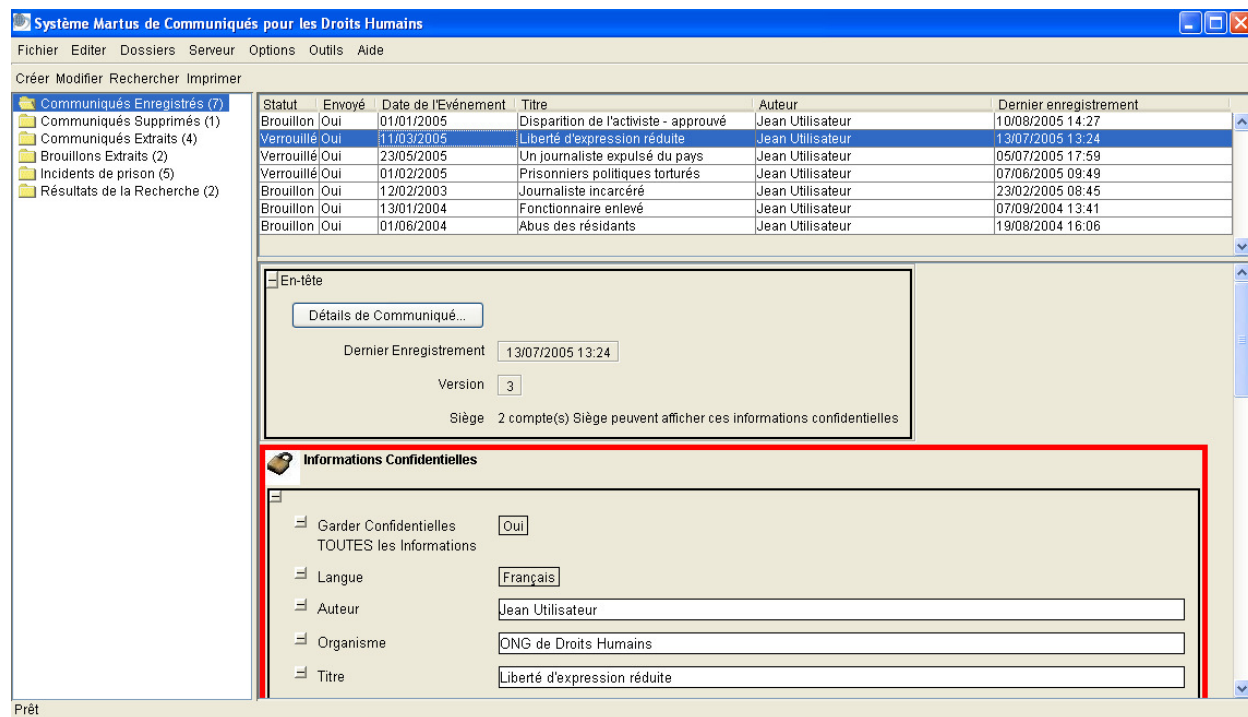 Système Martus de Communiqués pour les Droits Humains
Fichier Editer Dossiers Serveur Options Outils Aide
Créer Modifier Rechercher Imprimer
Communiqués Enregistrés (7)
Communiqués Supprimés (1)
Communiqués Extraits (4)
Brouillons Extraits (2)
Incidents de prison (5)
Résultats de la Recherche (2)
Statut Envoyé Date de l'Evénement Titre Auteur Dernier enregistrement
Brouillon Oui 01/01/2005 Disparition de l'activiste - approuvé Jean Utilisateur 10/08/2005 14:27
Verrouillé Oui 11/03/2005 Liberté d'expression réduite Jean Utilisateur 13/07/2005 13:24
Verrouillé Oui 23/05/2005 Un journaliste expulsé du pays Jean Utilisateur 05/07/2005 17:59
Verrouillé Oui 01/02/2005 Prisonniers politiques torturés Jean Utilisateur 07/06/2005 09:49
Brouillon Oui 12/02/2003 Journaliste incarcéré Jean Utilisateur 23/02/2005 08:45
Brouillon Oui 13/01/2004 Fonctionnaire enlevé Jean Utilisateur 07/09/2004 13:41
Brouillon Oui 01/06/2004 Abus des résidants Jean Utilisateur 19/08/2004 16:06
En-tête
Détails de Communiqué...
Dernier Enregistrement 13/07/2005 13:24
Version 3
Siège 2 compte(s) Siège peuvent afficher ces informations confidentielles
Informations Confidentielles
Garder Confidentielles Oui
TOUTES les Informations
Langue Français
Auteur Jean Utilisateur
Organisme ONG de Droits Humains
Titre Liberté d'expression réduite
Prêt